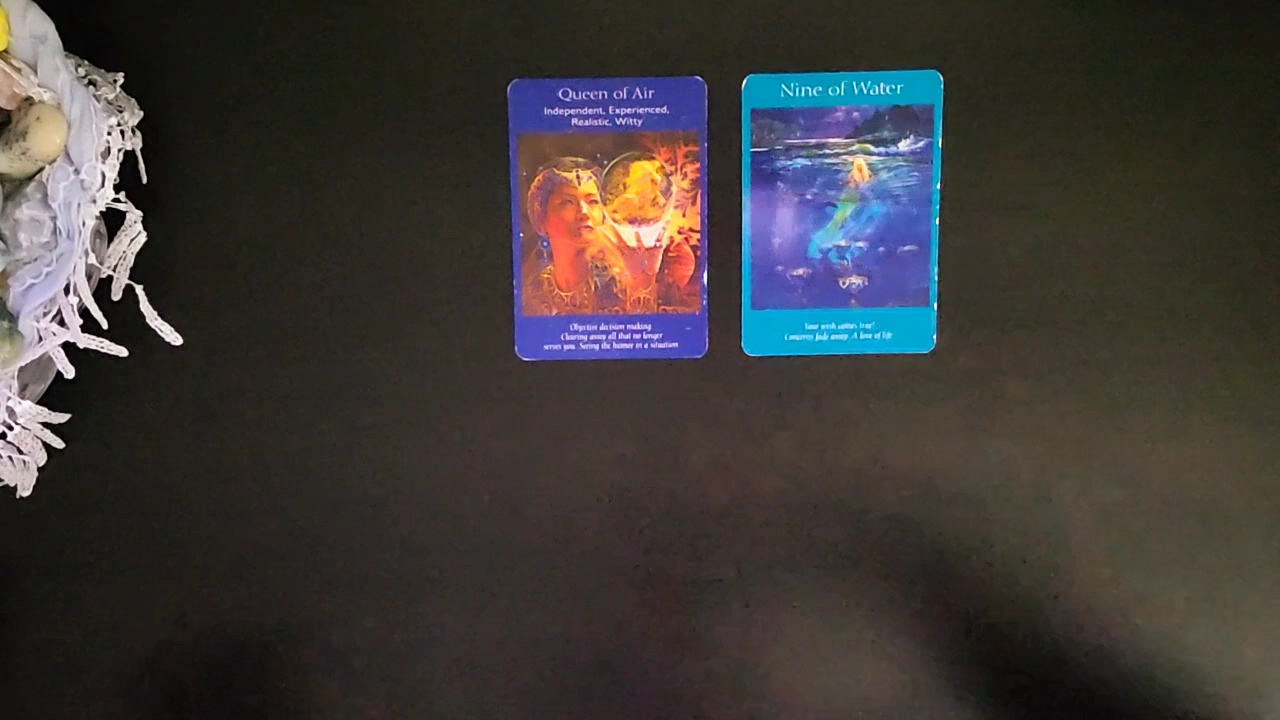 Queen of Air
Independent, Experienced,
Realistic, Witty
Objective decision making
Clearing away all that no longer
serves you. Seeing the humor in a situation
Nine of Water
Your wish comes true!
Concerns fade away. A love of life